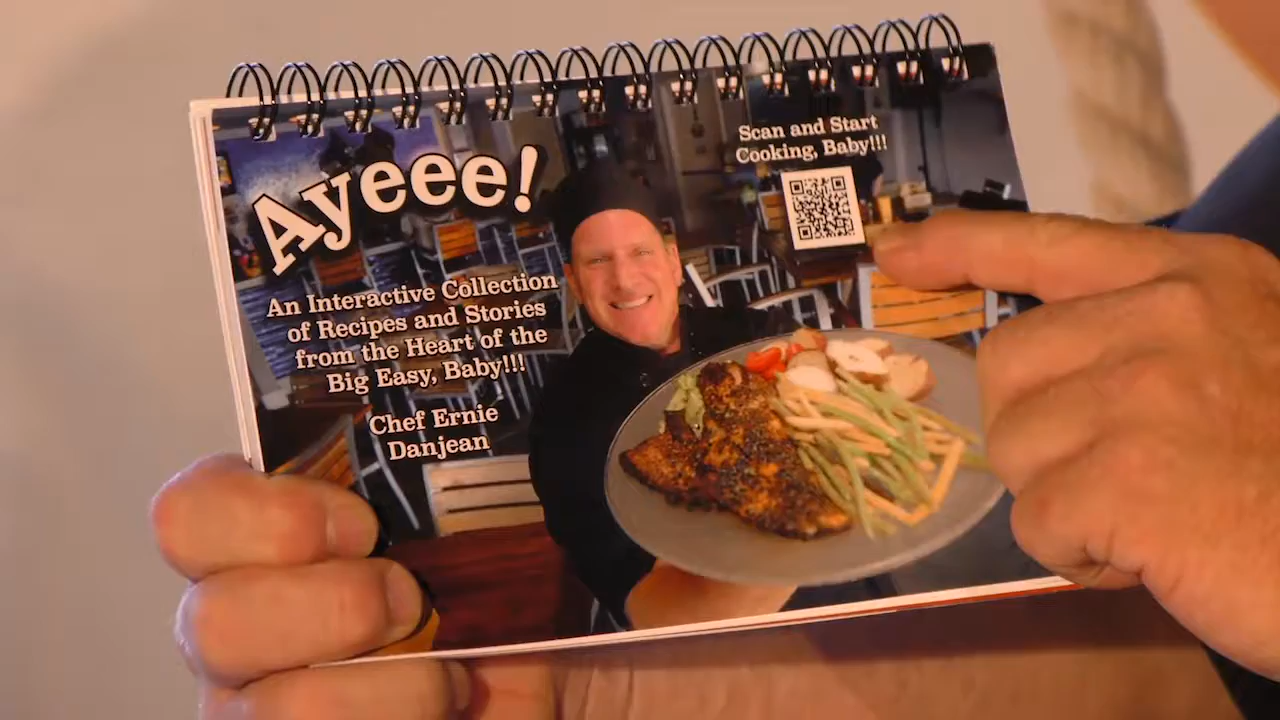 Ayeee!
An Interactive Collection
of Recipes and Stories
from the Heart of the
Big Easy, Baby!!!
Chef Ernie
Danjean
Scan and Start
Cooking, Baby!!!